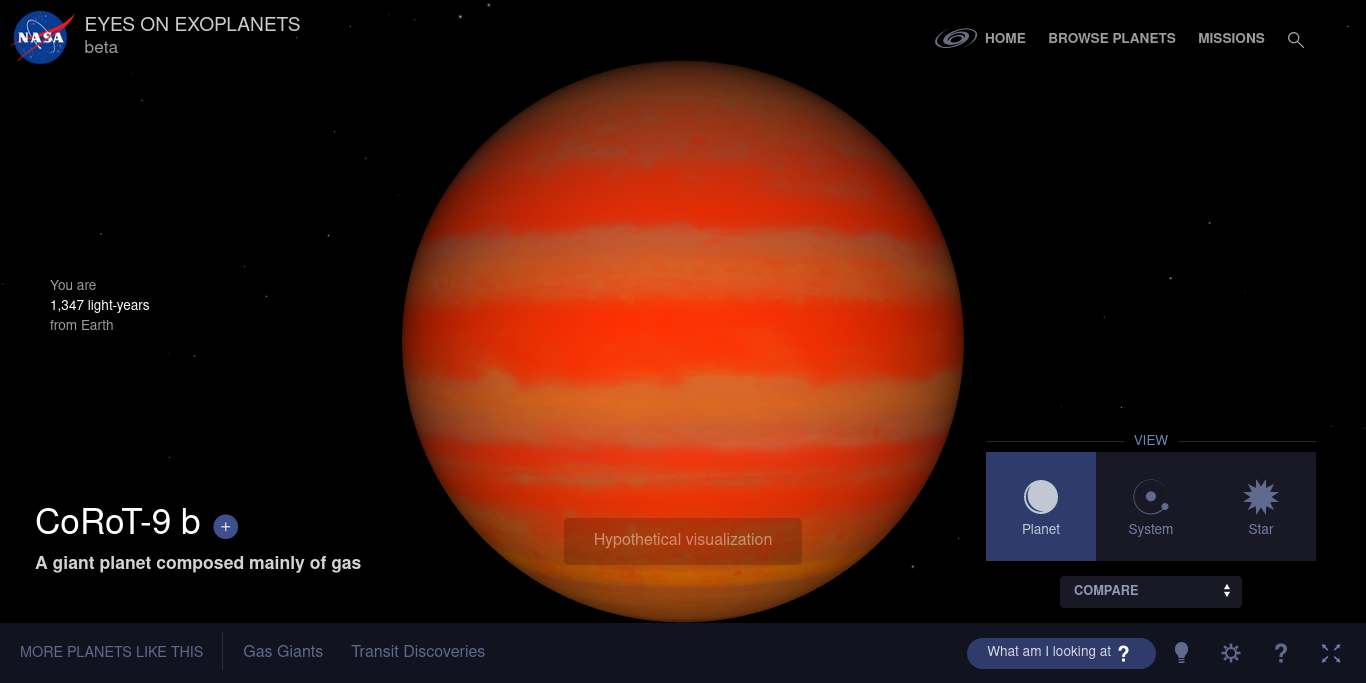 NASA
EYES ON EXOPLANETS
beta
HOME BROWSE PLANETS MISSIONS
You are
1,347 light-years
from Earth
VIEW
Planet System Star
CoRoT-9 b +
A giant planet composed mainly of gas
Hypothetical visualization
COMPARE
MORE PLANETS LIKE THIS Gas Giants Transit Discoveries What am I looking at ? ?